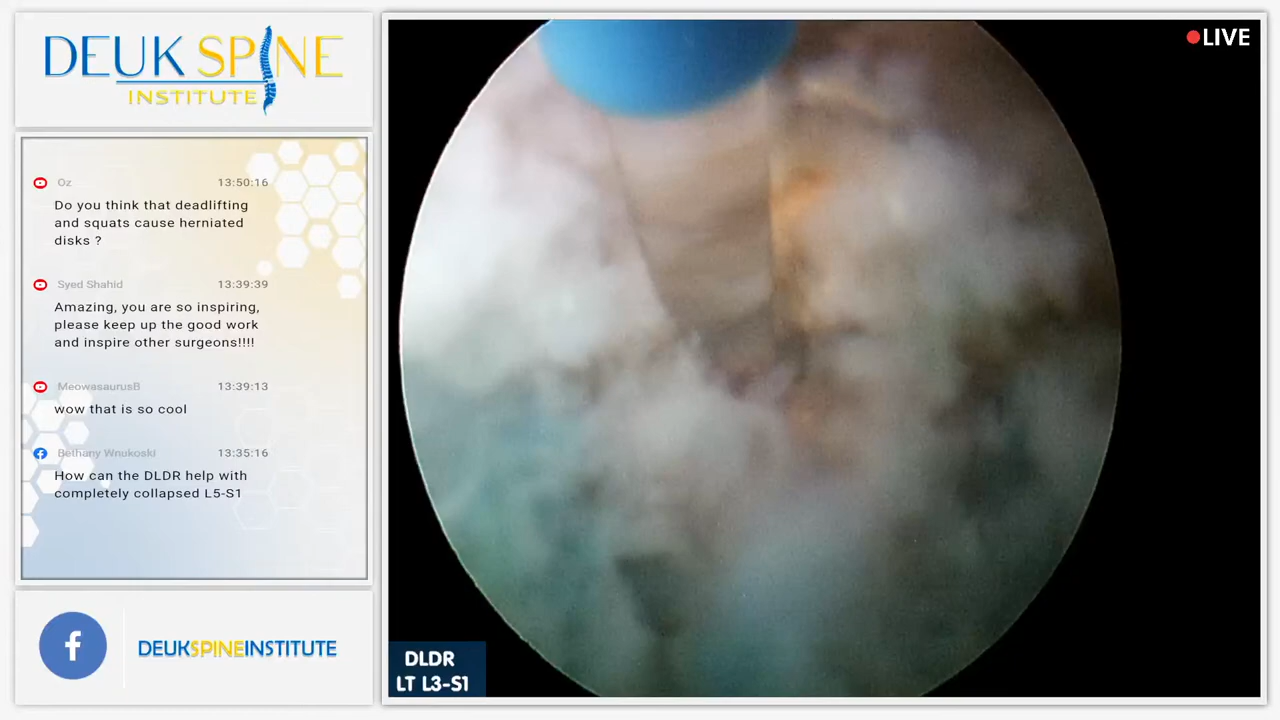 DEUK SPINE
INSTITUTE
Oz 13:50:16
Do you think that deadlifting
and squats cause herniated
disks ?
Syed Shahid 13:39:39
Amazing, you are so inspiring,
please keep up the good work
and inspire other surgeons!!!!
MeowasaurusB 13:39:13
wow that is so cool
Bethany Wnukoski 13:35:16
How can the DLDR help with
completely collapsed L5-S1
f
DEUKSPINEINSTITUTE
LIVE
DLDR
LT L3-S1